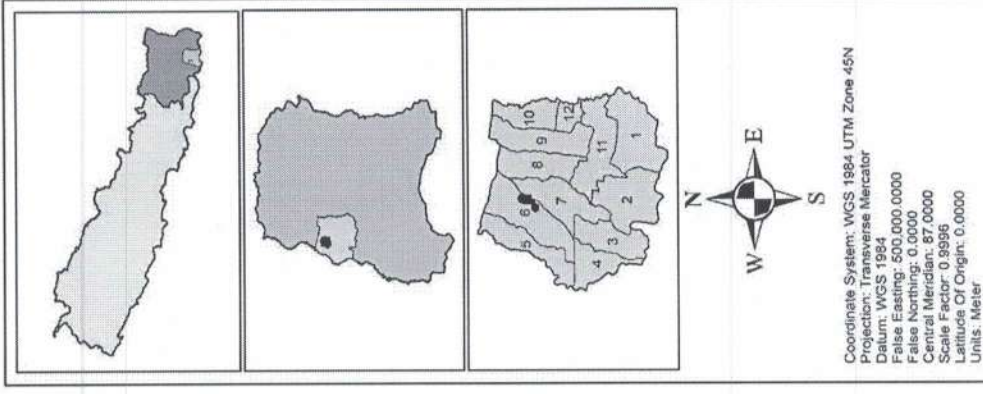 10
9
12
8
11
1
5
6
7
2
4
3
N
W
E
S
Coordinate System: WGS 1984 UTM Zone 45N
Projection: Transverse Mercator
Datum: WGS 1984
False Easting: 500,000.0000
False Northing: 0.0000
Central Meridian: 87.0000
Scale Factor: 0.9996
Latitude Of Origin: 0.0000
Units: Meter